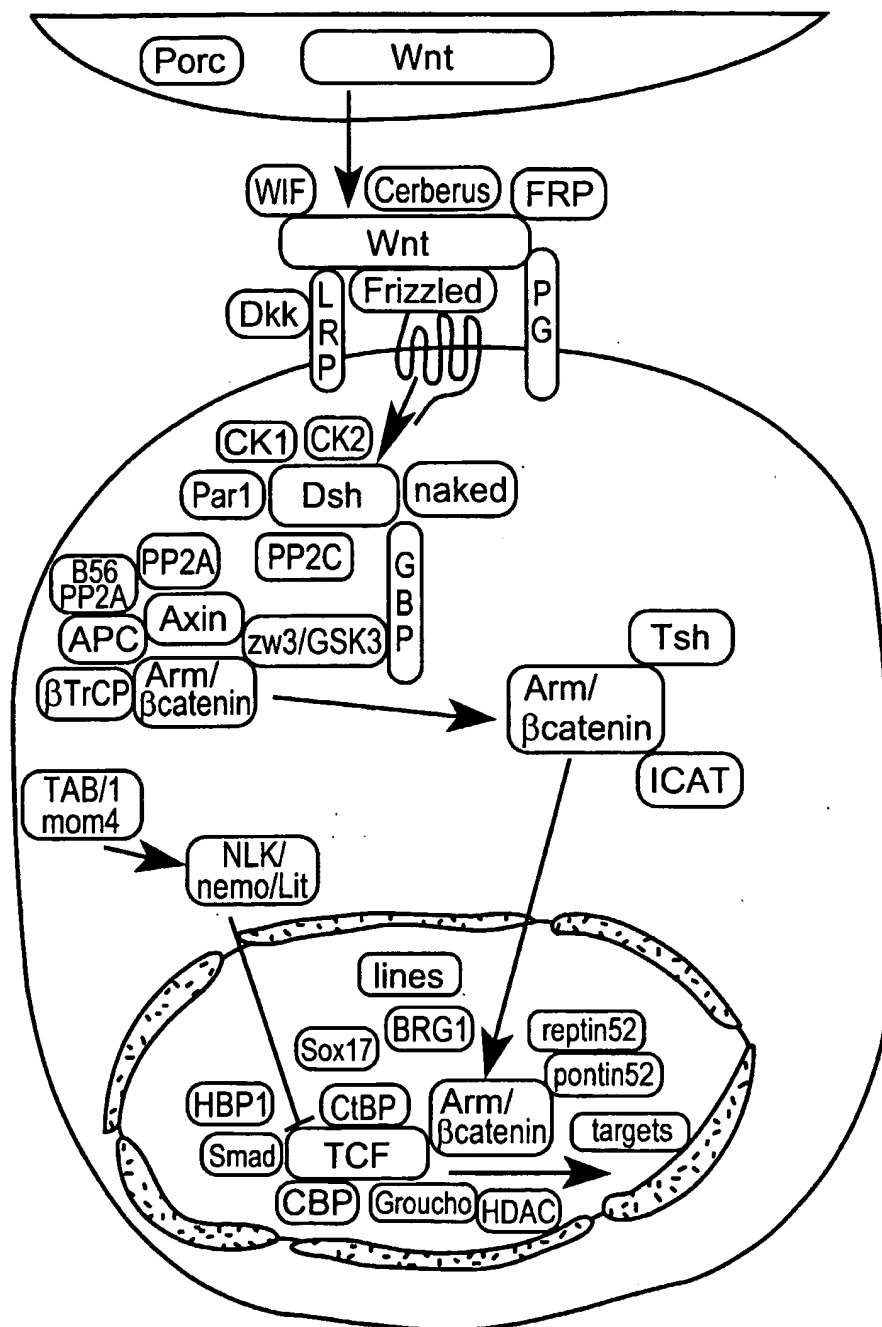 Porc
Wnt
WIF
Cerberus
FRP
Wnt
Dkk
L
R
P
Frizzled
P
G
CK1
CK2
Par1
Dsh
naked
B56
PP2A
PP2A
PP2C
G
B
P
APC
Axin
zw3/GSK3
βTrCP
Arm/
βcatenin
Tsh
Arm/
βcatenin
ICAT
TAB/1
mom4
NLK/
nemo/Lit
lines
BRG1
Sox17
reptin52
pontin52
HBP1
CtBP
Arm/
βcatenin
targets
Smad
TCF
CBP
Groucho
HDAC